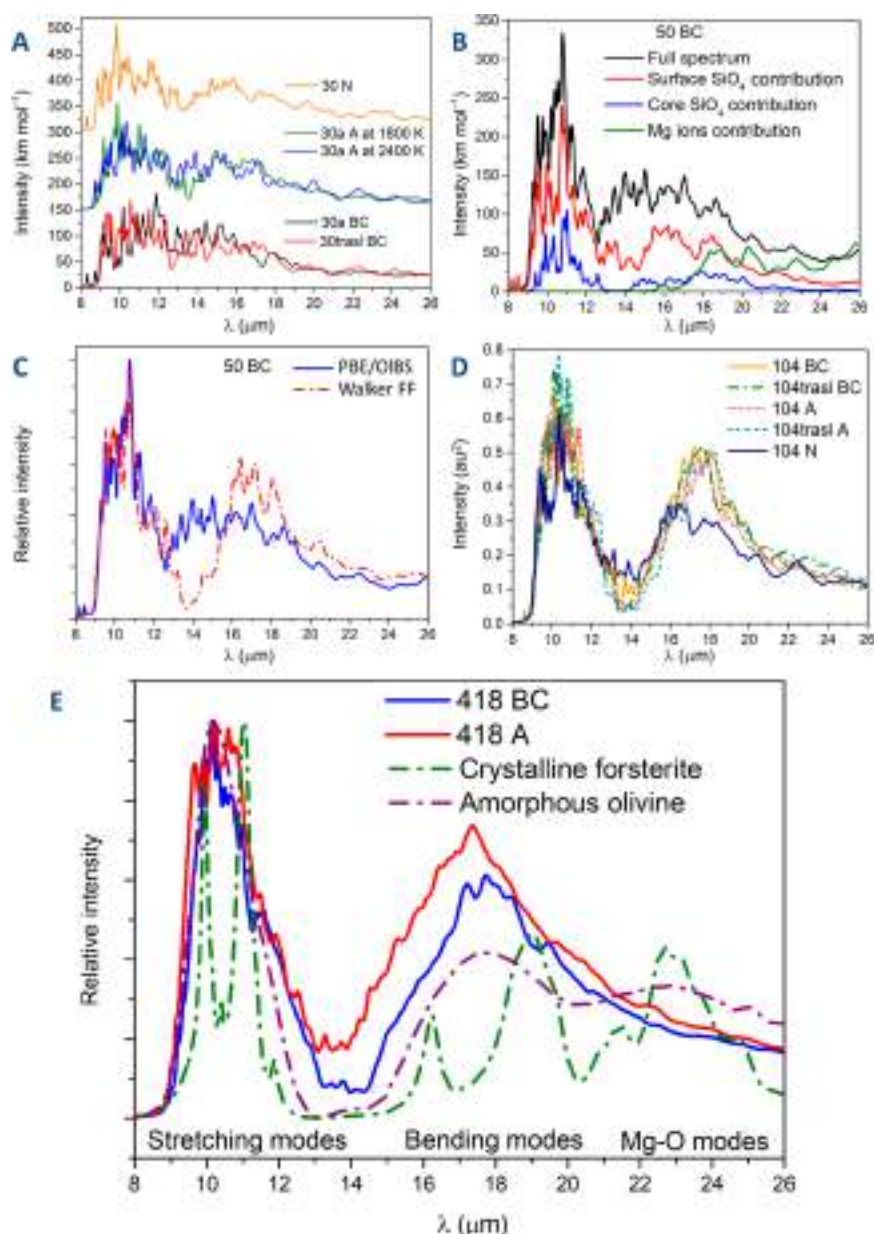 A
500
450
400
350
300
250
200
150
100
50
0
Intensity (km mol⁻¹)
30 N
30a A at 1800 K
30a A at 2400 K
30a BC
30trasl BC
8 10 12 14 16 18 20 22 24 26
λ (μm)
B
50 BC
350
300
250
200
150
100
50
0
Intensity (km mol⁻¹)
Full spectrum
Surface SiO₄ contribution
Core SiO₄ contribution
Mg ions contribution
8 10 12 14 16 18 20 22 24 26
λ (μm)
C
50 BC
PBE/OIBS
Walker FF
Relative intensity
8 10 12 14 16 18 20 22 24 26
λ (μm)
D
0.8
0.7
0.6
0.5
0.4
0.3
0.2
0.1
0.0
Intensity (au²)
104 BC
104trasl BC
104 A
104trasl A
104 N
8 10 12 14 16 18 20 22 24 26
λ (μm)
E
418 BC
418 A
Crystalline forsterite
Amorphous olivine
Relative intensity
Stretching modes Bending modes Mg-O modes
8 10 12 14 16 18 20 22 24 26
λ (μm)